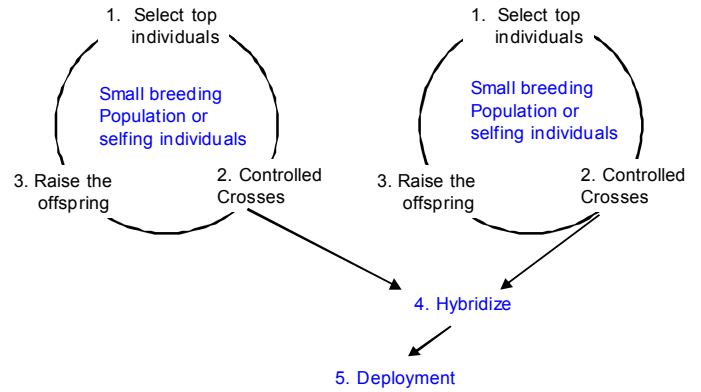 1. Select top
individuals
Small breeding
Population or
selfing individuals
3. Raise the
offspring
2. Controlled
Crosses
1. Select top
individuals
Small breeding
Population or
selfing individuals
3. Raise the
offspring
2. Controlled
Crosses
4. Hybridize
5. Deployment